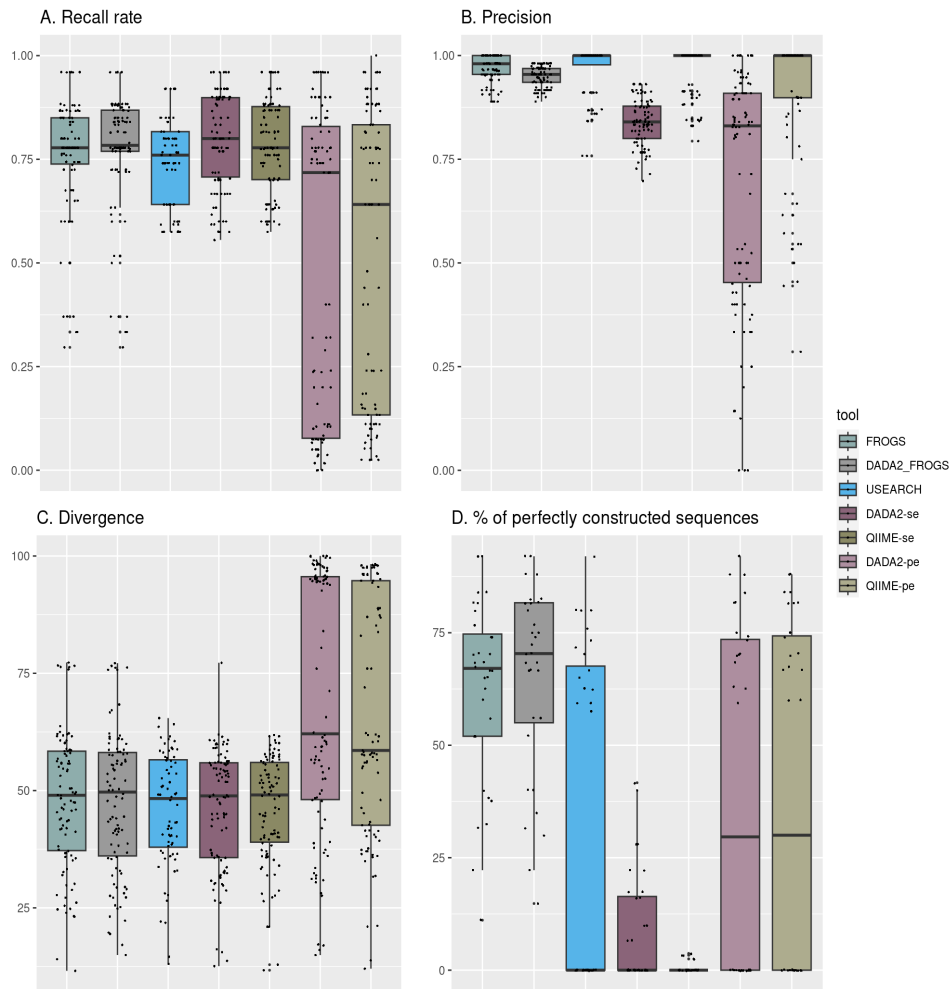 A. Recall rate
1.00
0.75
0.50
0.25
0.00
B. Precision
1.00
0.75
0.50
0.25
0.00
C. Divergence
100
75
50
25
D. % of perfectly constructed sequences
75
50
25
0
tool
FROGS
DADA2_FROGS
USEARCH
DADA2-se
QIIME-se
DADA2-pe
QIIME-pe